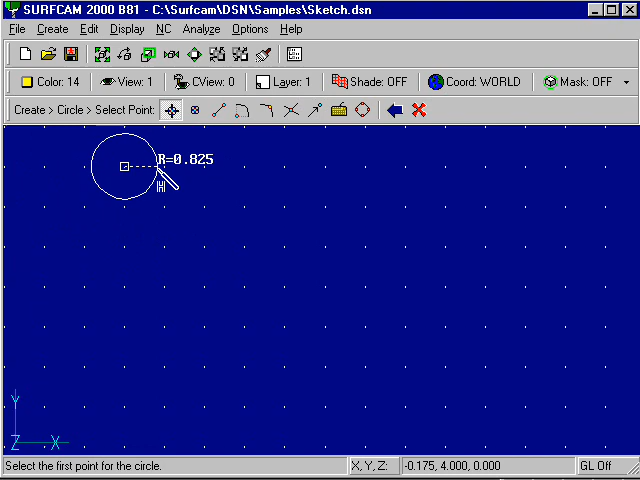 SURFCAM 2000 B81 - C:\Surfcam\DSN\Samples\Sketch.dsn
File Create Edit Display NC Analyze Options Help
Color: 14 View: 1 CView: 0 Layer: 1 Shade: OFF Coord: WORLD Mask: OFF
Create > Circle > Select Point:
R=0.825
H
Y
Z X
Select the first point for the circle. X, Y, Z: -0.175, 4.000, 0.000 GL Off